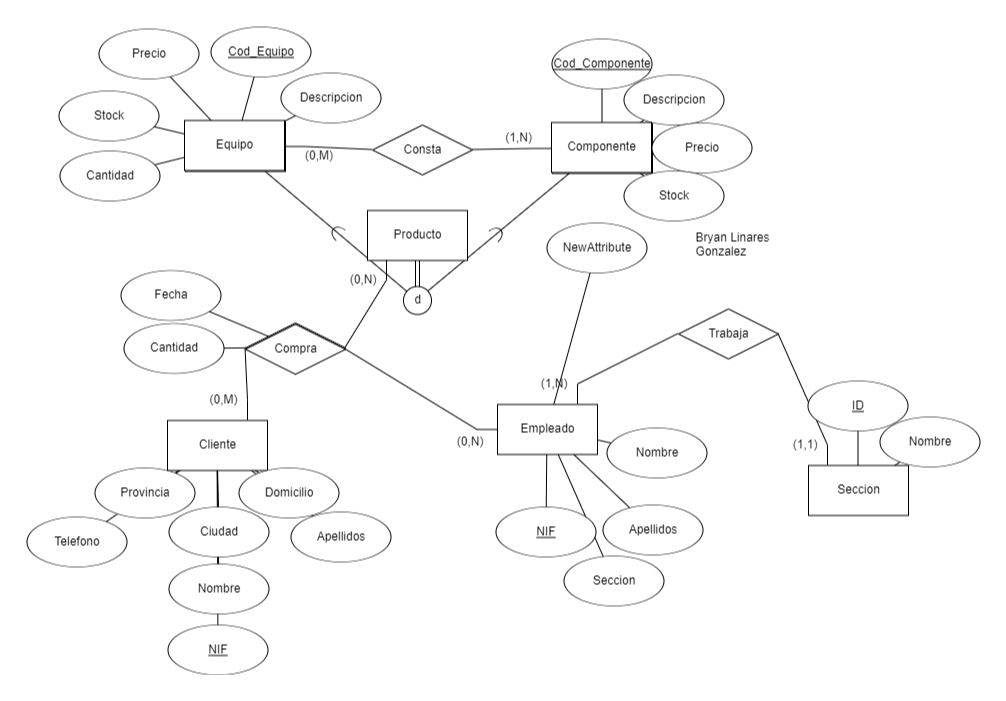 Precio
Cod_Equipo
Descripcion
Stock
Equipo
Cantidad
(0,M)
Consta
(1,N)
Cod_Componente
Descripcion
Componente
Precio
Stock
Bryan Linares
Gonzalez
Producto
NewAttribute
(0,N)
d
Fecha
Cantidad
Compra
Trabaja
(1,N)
(0,M)
(0,N)
Empleado
Cliente
ID
Nombre
(1,1)
Seccion
Nombre
Provincia
Domicilio
Telefono
Ciudad
Apellidos
NIF
Apellidos
Seccion
Nombre
NIF